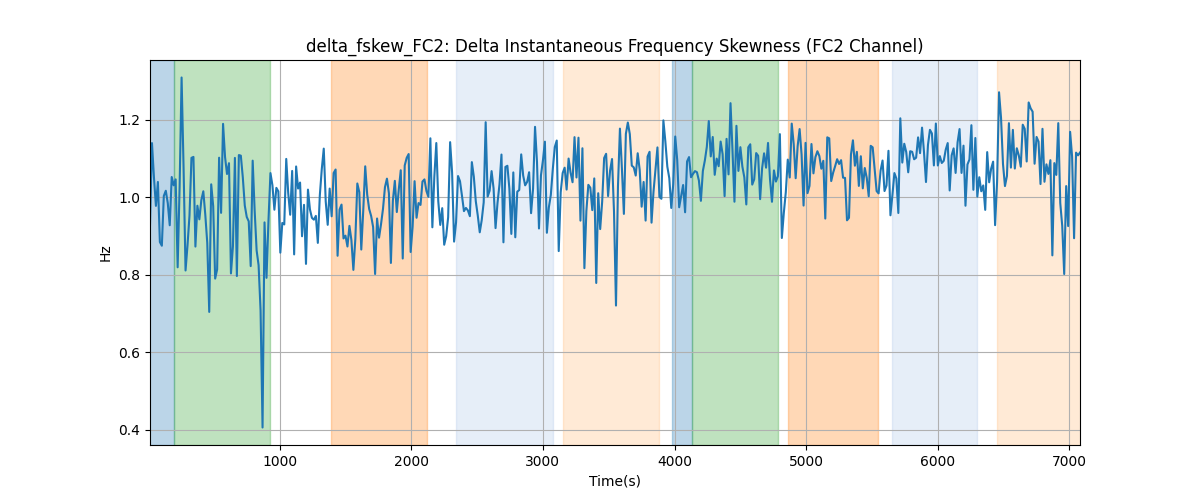 delta_fskew_FC2: Delta Instantaneous Frequency Skewness (FC2 Channel)
1.2
1.0
0.8
0.6
0.4
Hz
1000 2000 3000 4000 5000 6000 7000
Time(s)